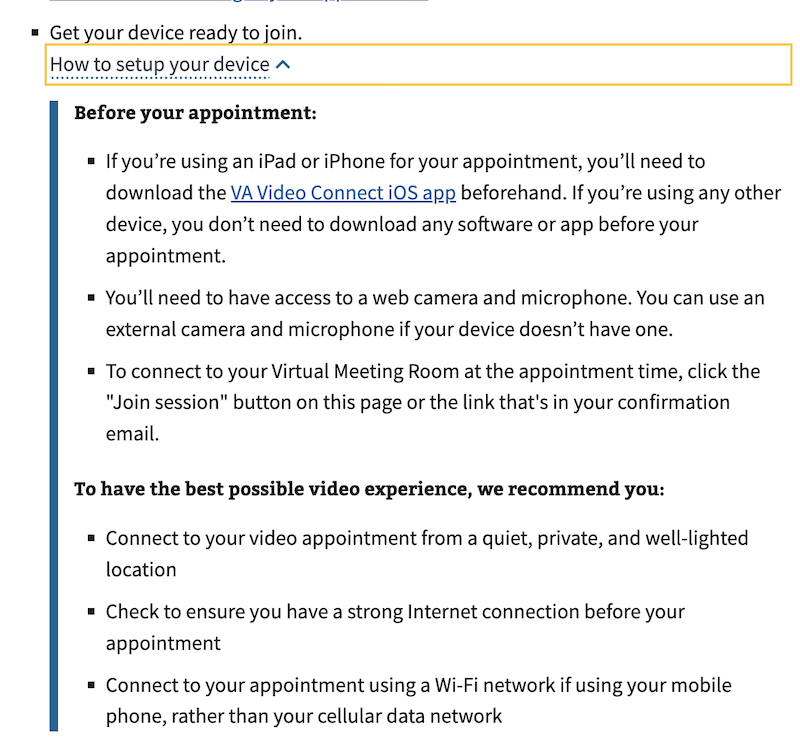 Get your device ready to join.
How to setup your device
Before your appointment:
If you’re using an iPad or iPhone for your appointment, you’ll need to
download the VA Video Connect iOS app beforehand. If you’re using any other
device, you don’t need to download any software or app before your
appointment.
You’ll need to have access to a web camera and microphone. You can use an
external camera and microphone if your device doesn’t have one.
To connect to your Virtual Meeting Room at the appointment time, click the
"Join session" button on this page or the link that's in your confirmation
email.
To have the best possible video experience, we recommend you:
Connect to your video appointment from a quiet, private, and well-lighted
location
Check to ensure you have a strong Internet connection before your
appointment
Connect to your appointment using a Wi-Fi network if using your mobile
phone, rather than your cellular data network